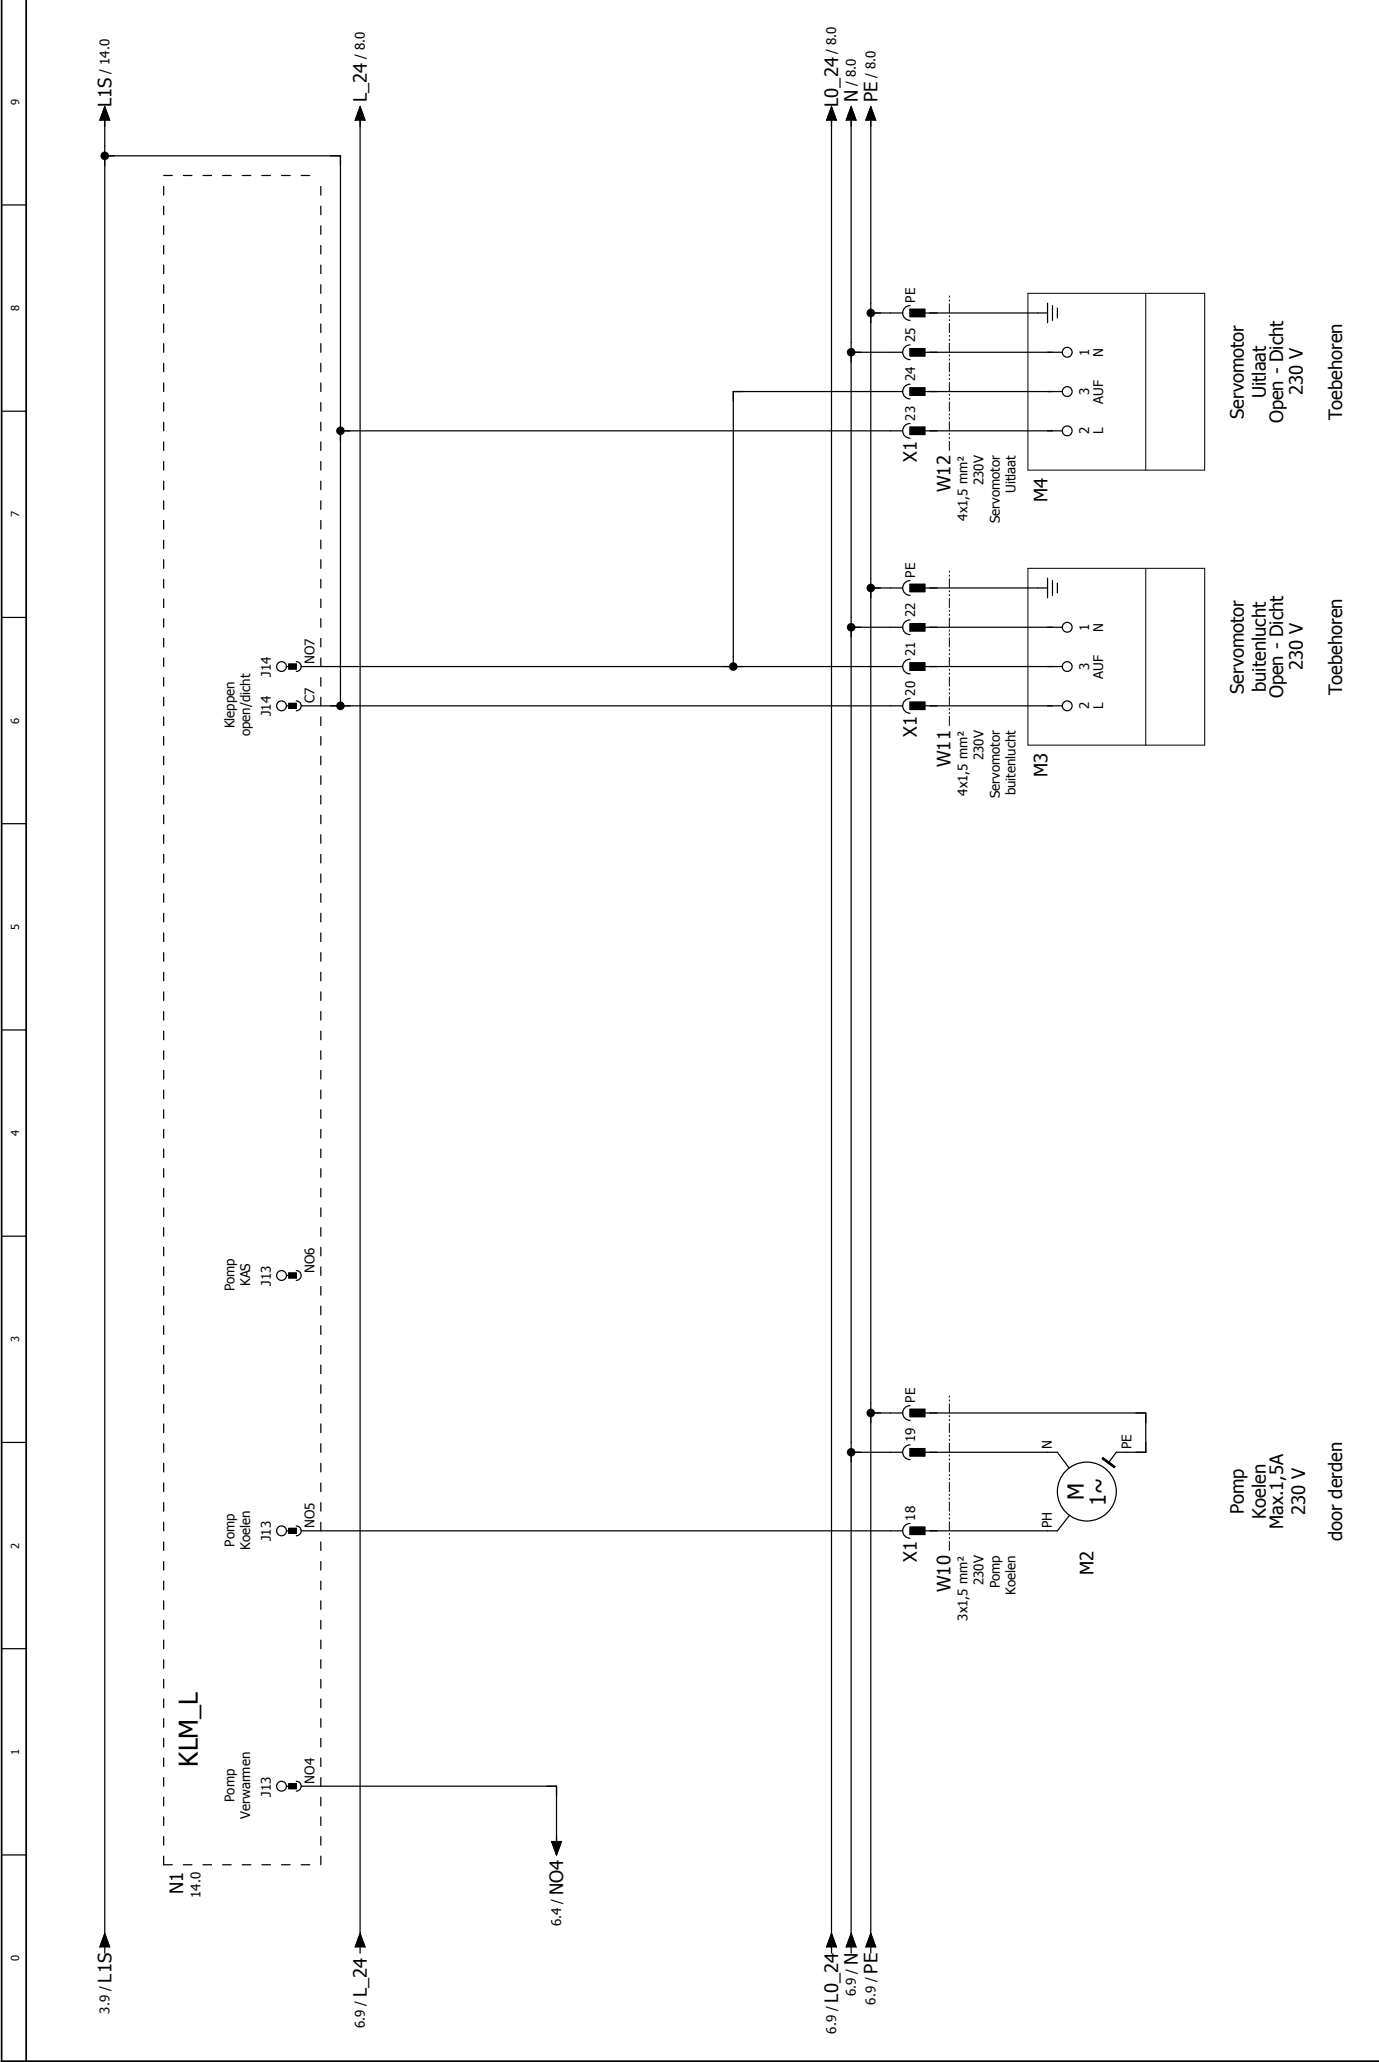 0
1
2
3
4
5
6
7
8
9
3.9 / L1S
L1S / 14.0
N1
14.0
KLM_L
Pomp
Verwarmen
J13
NO4
Pomp
Koelen
J13
NO5
Pomp
KAS
J13
NO6
Kleppen
open/dicht
J14
C7
J14
NO7
6.9 / L_24
L_24 / 8.0
6.4 / NO4
6.9 / L0_24
L0_24 / 8.0
6.9 / N
N / 8.0
6.9 / PE
PE / 8.0
X1
18
19
PE
W10
3x1,5 mm²
230V
Pomp
Koelen
PH
N
M
1~
PE
M2
Pomp
Koelen
Max.1,5A
230 V
door derden
X1
20
21
22
PE
W11
4x1,5 mm²
230V
Servomotor
buitenlucht
M3
2
L
3
AUF
1
N
Servomotor
buitenlucht
Open - Dicht
230 V
Toebehoren
X1
23
24
25
PE
W12
4x1,5 mm²
230V
Servomotor
Uitlaat
M4
2
L
3
AUF
1
N
Servomotor
Uitlaat
Open - Dicht
230 V
Toebehoren